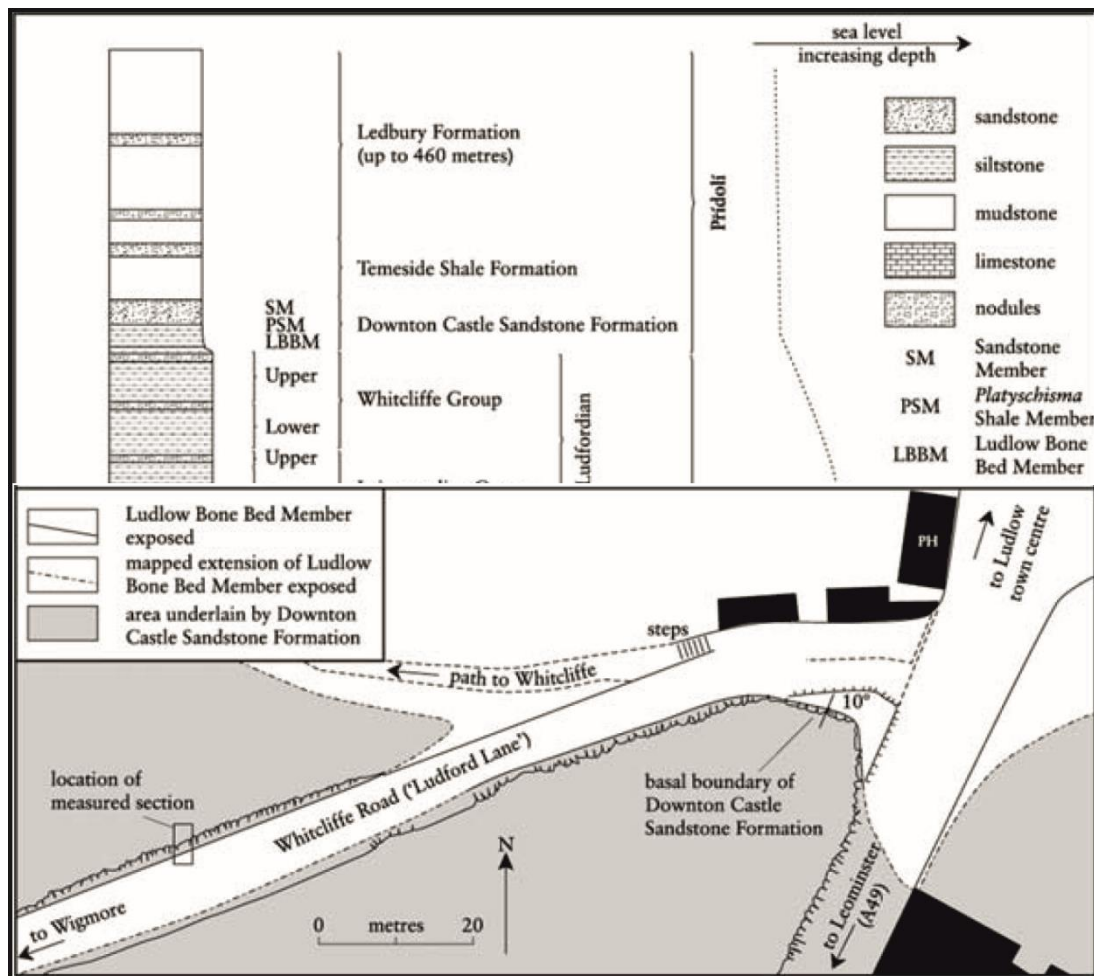 sea level
increasing depth
Ledbury Formation
(up to 460 metres)
Temeside Shale Formation
SM
PSM
LBBM
Downton Castle Sandstone Formation
Upper
Whitcliffe Group
Lower
Upper
Ludfordian
Přídolí
sandstone
siltstone
mudstone
limestone
nodules
SM Sandstone
Member
PSM Platyschisma
Shale Member
LBBM Ludlow Bone
Bed Member
Ludlow Bone Bed Member
exposed
mapped extension of Ludlow
Bone Bed Member exposed
area underlain by Downton
Castle Sandstone Formation
PH
to Ludlow
town centre
steps
path to Whitcliffe
10°
location of
measured section
Whitcliffe Road ('Ludford Lane')
basal boundary of
Downton Castle
Sandstone Formation
N
to Wigmore
0 metres 20
to Leominster
(A49)